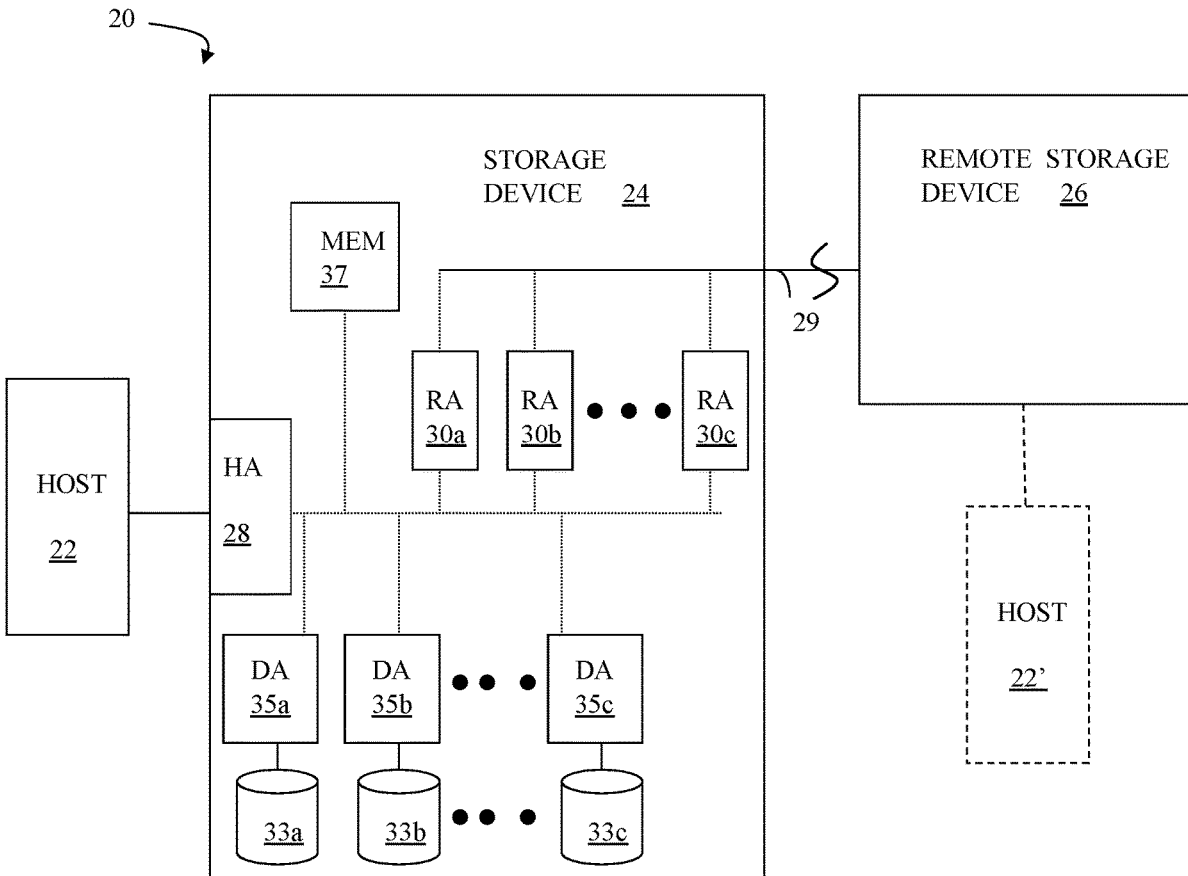 20
STORAGE
DEVICE 24
REMOTE STORAGE
DEVICE 26
MEM
37
29
RA
30a
RA
30b
RA
30c
HA
28
HOST
22
HOST
22’
DA
35a
DA
35b
DA
35c
33a
33b
33c